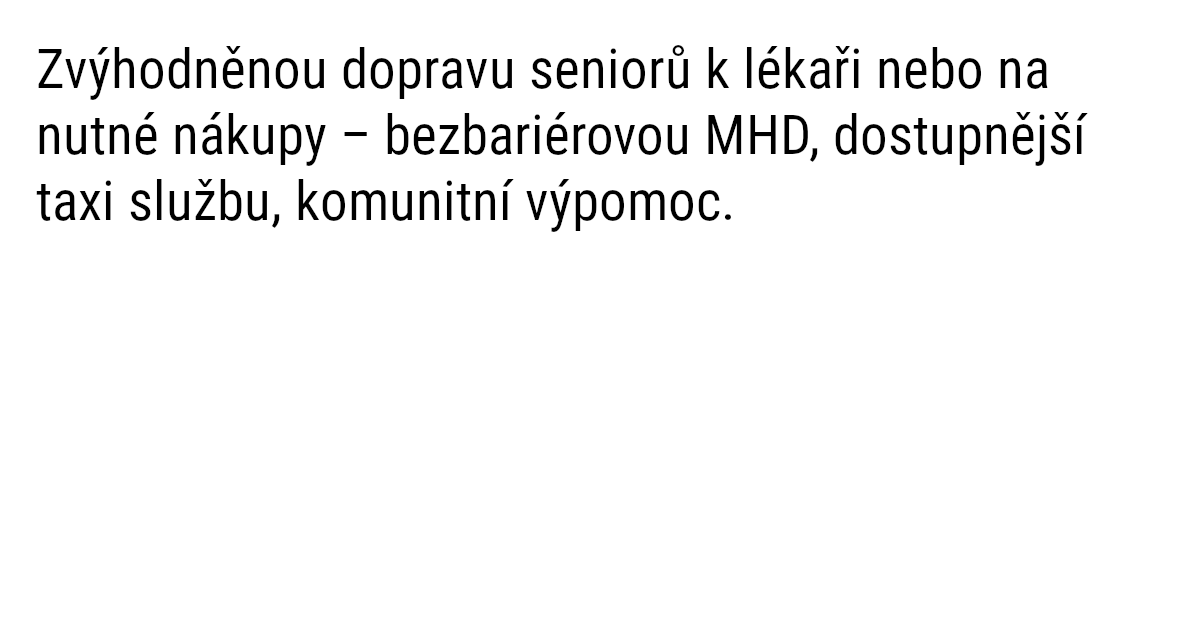 Zvýhodněnou dopravu seniorů k lékaři nebo na
nutné nákupy – bezbariérovou MHD, dostupnější
taxi službu, komunitní výpomoc.